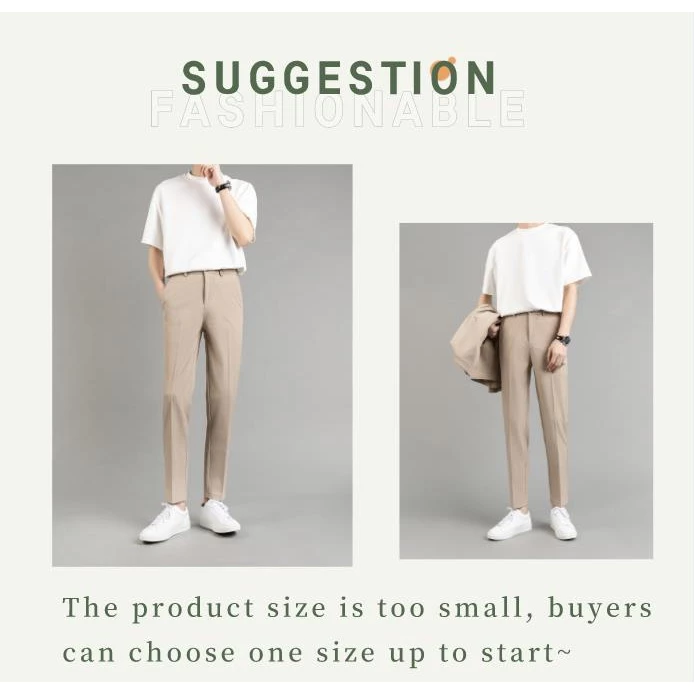 SUGGESTION
FASHIONABLE
The product size is too small, buyers
can choose one size up to start~